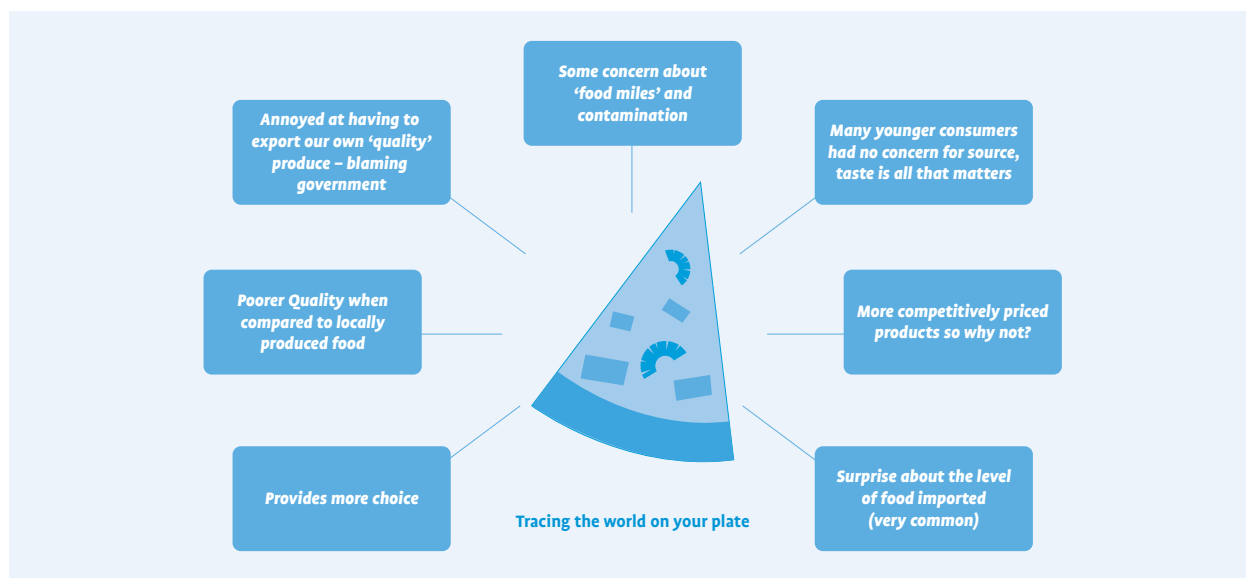 Some concern about
‘food miles’ and
contamination
Annoyed at having to
export our own ‘quality’
produce – blaming
government
Many younger consumers
had no concern for source,
taste is all that matters
Poorer Quality when
compared to locally
produced food
More competitively priced
products so why not?
Provides more choice
Surprise about the level
of food imported
(very common)
Tracing the world on your plate